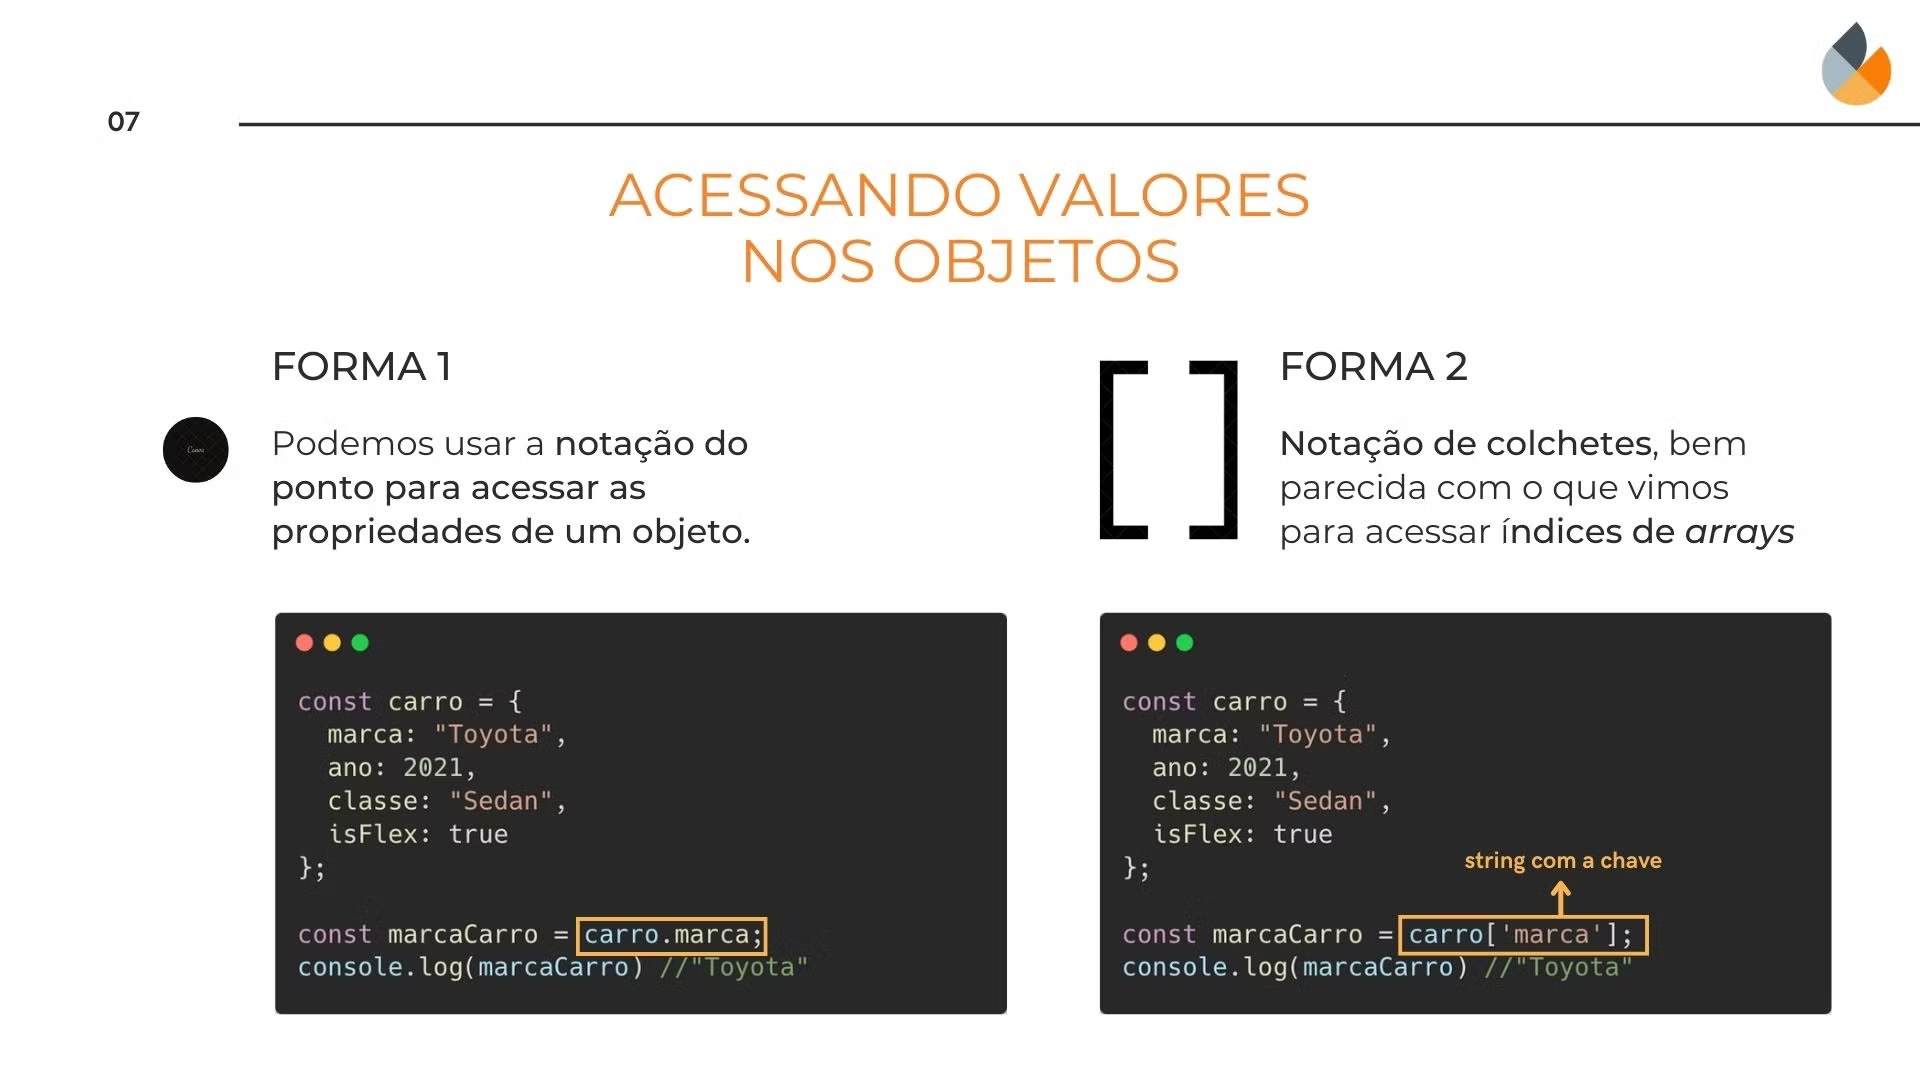 07
ACESSANDO VALORES
NOS OBJETOS
FORMA 1
Podemos usar a notação do
ponto para acessar as
propriedades de um objeto.
Canva
const carro = {
  marca: "Toyota",
  ano: 2021,
  classe: "Sedan",
  isFlex: true
};
const marcaCarro = carro.marca;
console.log(marcaCarro) //"Toyota"
FORMA 2
Notação de colchetes, bem
parecida com o que vimos
para acessar índices de arrays
const carro = {
  marca: "Toyota",
  ano: 2021,
  classe: "Sedan",
  isFlex: true
};
string com a chave
const marcaCarro = carro['marca'];
console.log(marcaCarro) //"Toyota"